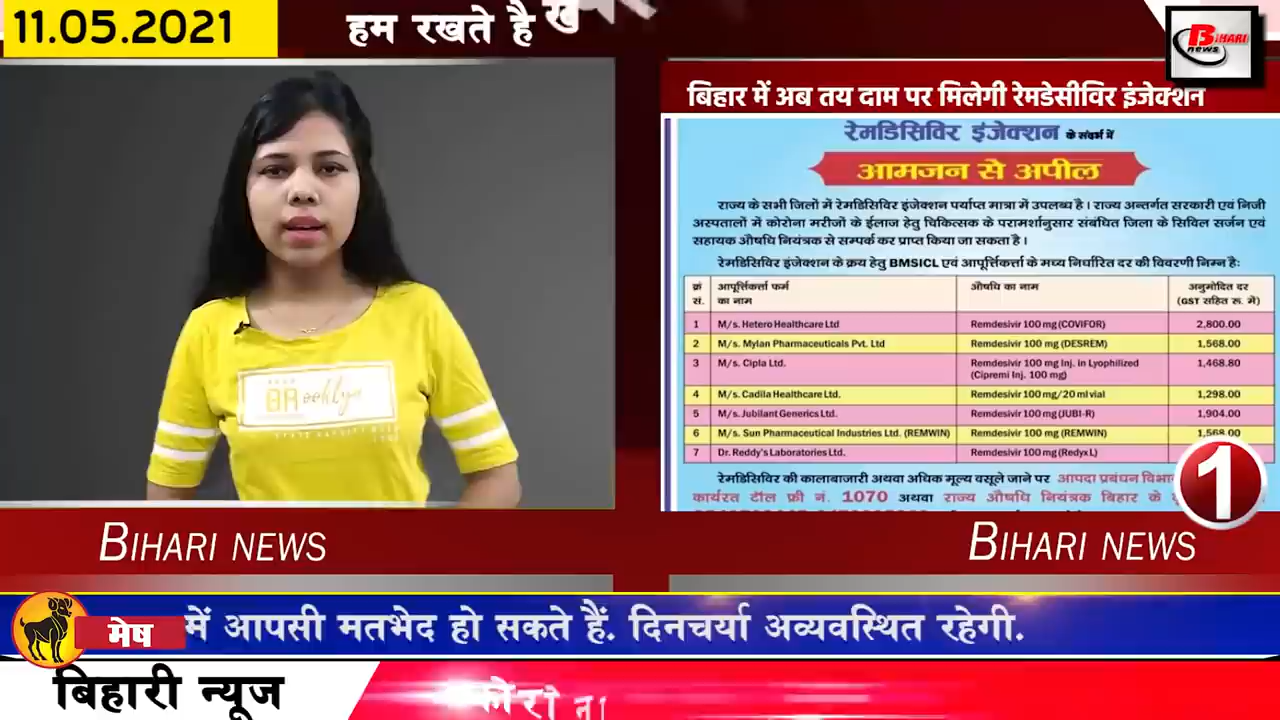 11.05.2021
हम रखते है
BIHARI
news
बिहार में अब तय दाम पर मिलेगी रेमडेसीविर इंजेक्शन
रेमडिसिविर इंजेक्शन के संदर्भ में
आमजन से अपील
राज्य के सभी जिलों में रेमडिसिविर इंजेक्शन पर्याप्त मात्रा में उपलब्ध है। राज्य अन्तर्गत सरकारी एवं निजी
अस्पतालों में कोरोना मरीजों के ईलाज हेतु चिकित्सक के परामर्शानुसार संबंधित जिला के सिविल सर्जन एवं
सहायक औषधि नियंत्रक से सम्पर्क कर प्राप्त किया जा सकता है।
रेमडिसिविर इंजेक्शन के क्रय हेतु BMSICL एवं आपूर्त्तिकर्त्ता के मध्य निर्धारित दर की विवरणी निम्न है:
क्रं सं. आपूर्त्तिकर्त्ता फर्म का नाम औषधि का नाम अनुमोदित दर (GST सहित रू. में)
1 M/s. Hetero Healthcare Ltd Remdesivir 100 mg (COVIFOR) 2,800.00
2 M/s. Mylan Pharmaceuticals Pvt. Ltd Remdesivir 100 mg (DESREM) 1,568.00
3 M/s. Cipla Ltd. Remdesivir 100 mg Inj. in Lyophilized (Cipremi Inj. 100 mg) 1,468.80
4 M/s. Cadila Healthcare Ltd. Remdesivir 100 mg/20 ml vial 1,298.00
5 M/s. Jubilant Generics Ltd. Remdesivir 100 mg (JUBI-R) 1,904.00
6 M/s. Sun Pharmaceutical Industries Ltd. (REMWIN) Remdesivir 100 mg (REMWIN) 1,568.00
7 Dr. Reddy's Laboratories Ltd. Remdesivir 100 mg (Redyx L)
रेमडिसिविर की कालाबाजारी अथवा अधिक मूल्य वसूले जाने पर आपदा प्रबंधन
कार्यरत टॉल फ्री नं. 1070 अथवा राज्य औषधि नियंत्रक बिहार के
1
BROOKLYN
BIHARI NEWS
BIHARI NEWS
मेष में आपसी मतभेद हो सकते हैं. दिनचर्या अव्यवस्थित रहेगी.
बिहारी न्यूज
कोरोना